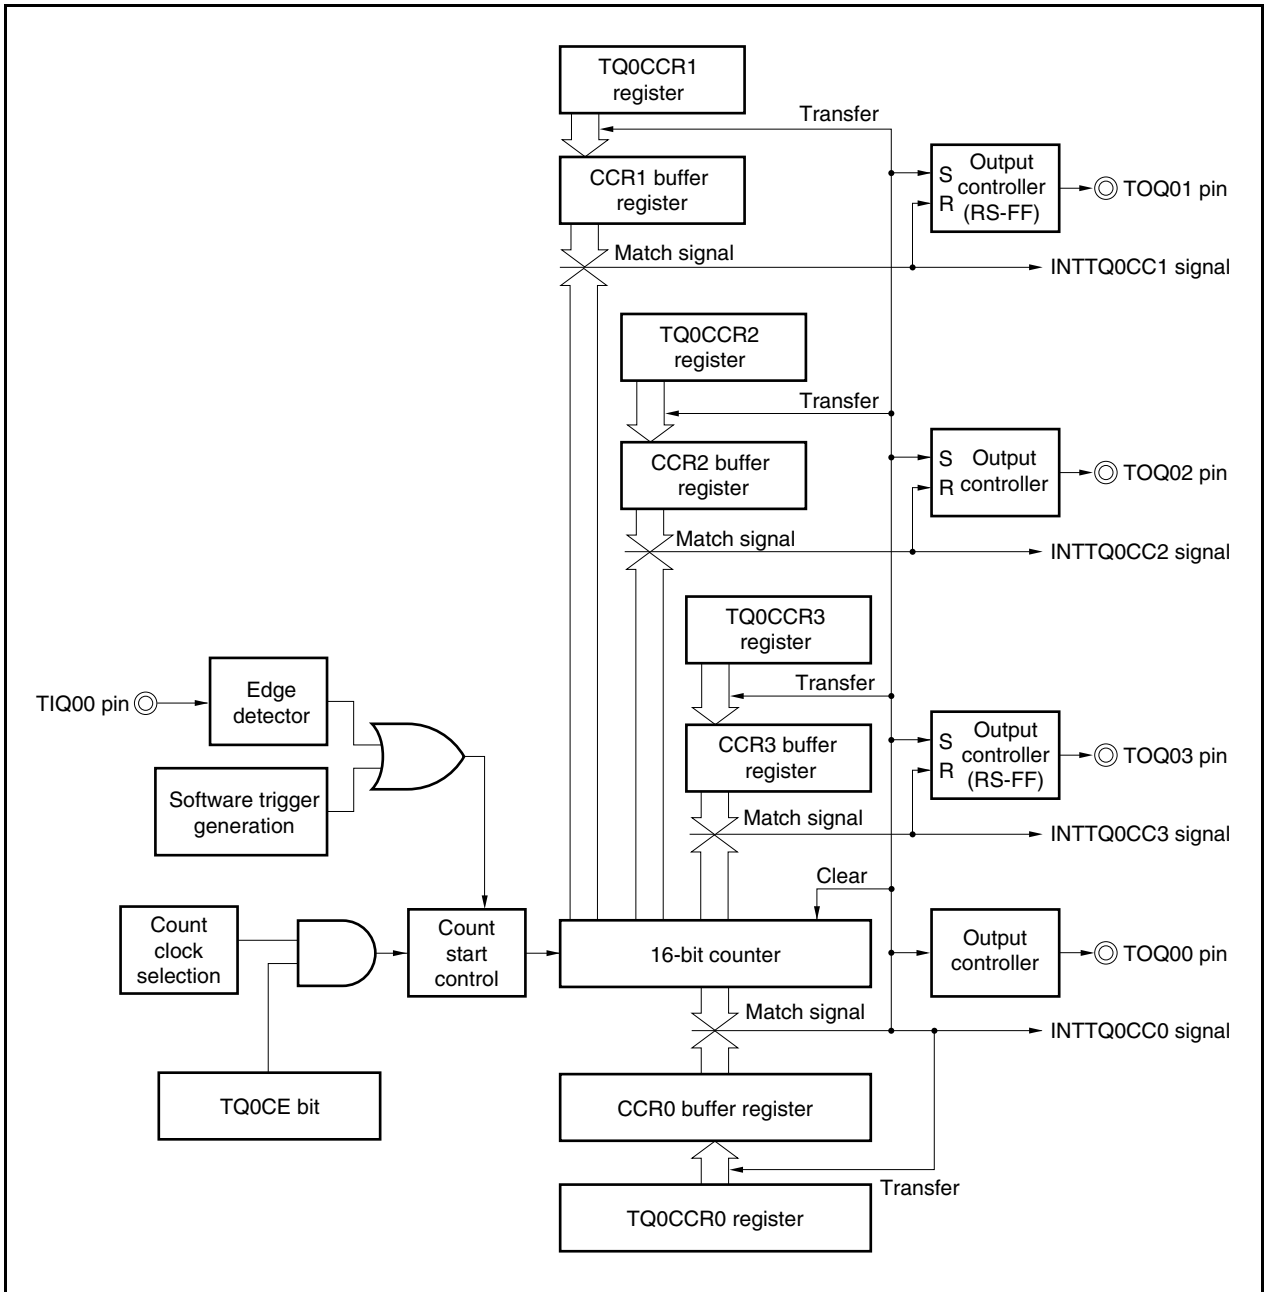 TQ0CCR1
register
Transfer
CCR1 buffer
register
S
R
Output
controller
(RS-FF)
TOQ01 pin
Match signal
INTTQ0CC1 signal
TQ0CCR2
register
Transfer
CCR2 buffer
register
S
R
Output
controller
TOQ02 pin
Match signal
INTTQ0CC2 signal
TQ0CCR3
register
Transfer
TIQ00 pin
Edge
detector
CCR3 buffer
register
S
R
Output
controller
(RS-FF)
TOQ03 pin
Software trigger
generation
Match signal
INTTQ0CC3 signal
Clear
Count
clock
selection
Count
start
control
16-bit counter
Output
controller
TOQ00 pin
Match signal
INTTQ0CC0 signal
TQ0CE bit
CCR0 buffer register
Transfer
TQ0CCR0 register